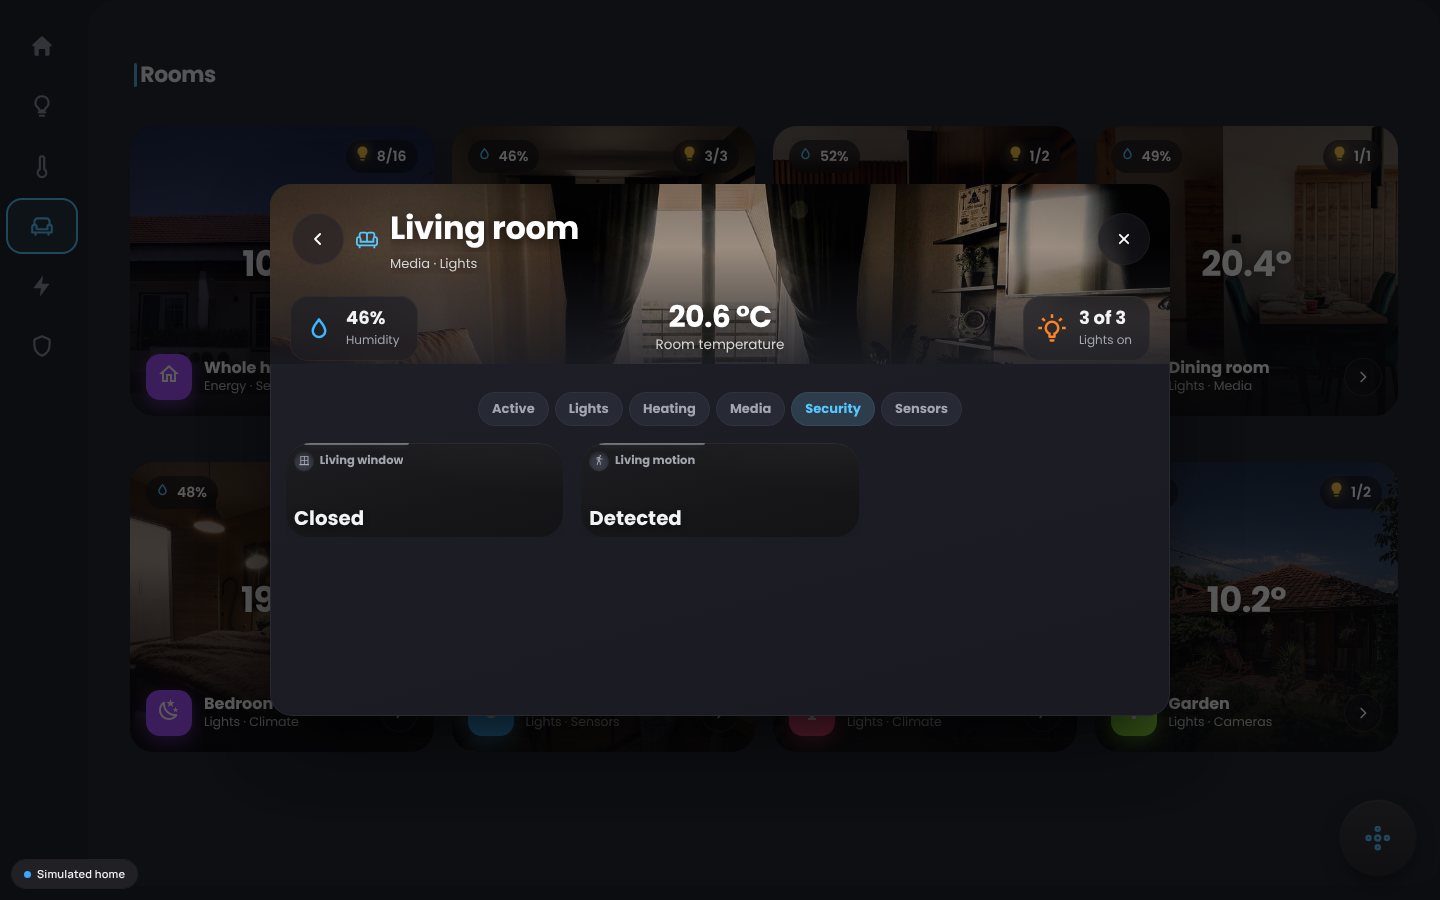 Rooms
8/16
46%
3/3
52%
1/2
49%
1/1
Living room
Media · Lights
46%
Humidity
20.6 °C
Room temperature
3 of 3
Lights on
10
20.4°
Whole h
Energy · Se
Dining room
Lights · Media
Active
Lights
Heating
Media
Security
Sensors
Living window
Closed
Living motion
Detected
48%
1/2
19
10.2°
Bedroom
Lights · Climate
Lights · Sensors
Lights · Climate
Garden
Lights · Cameras
Simulated home